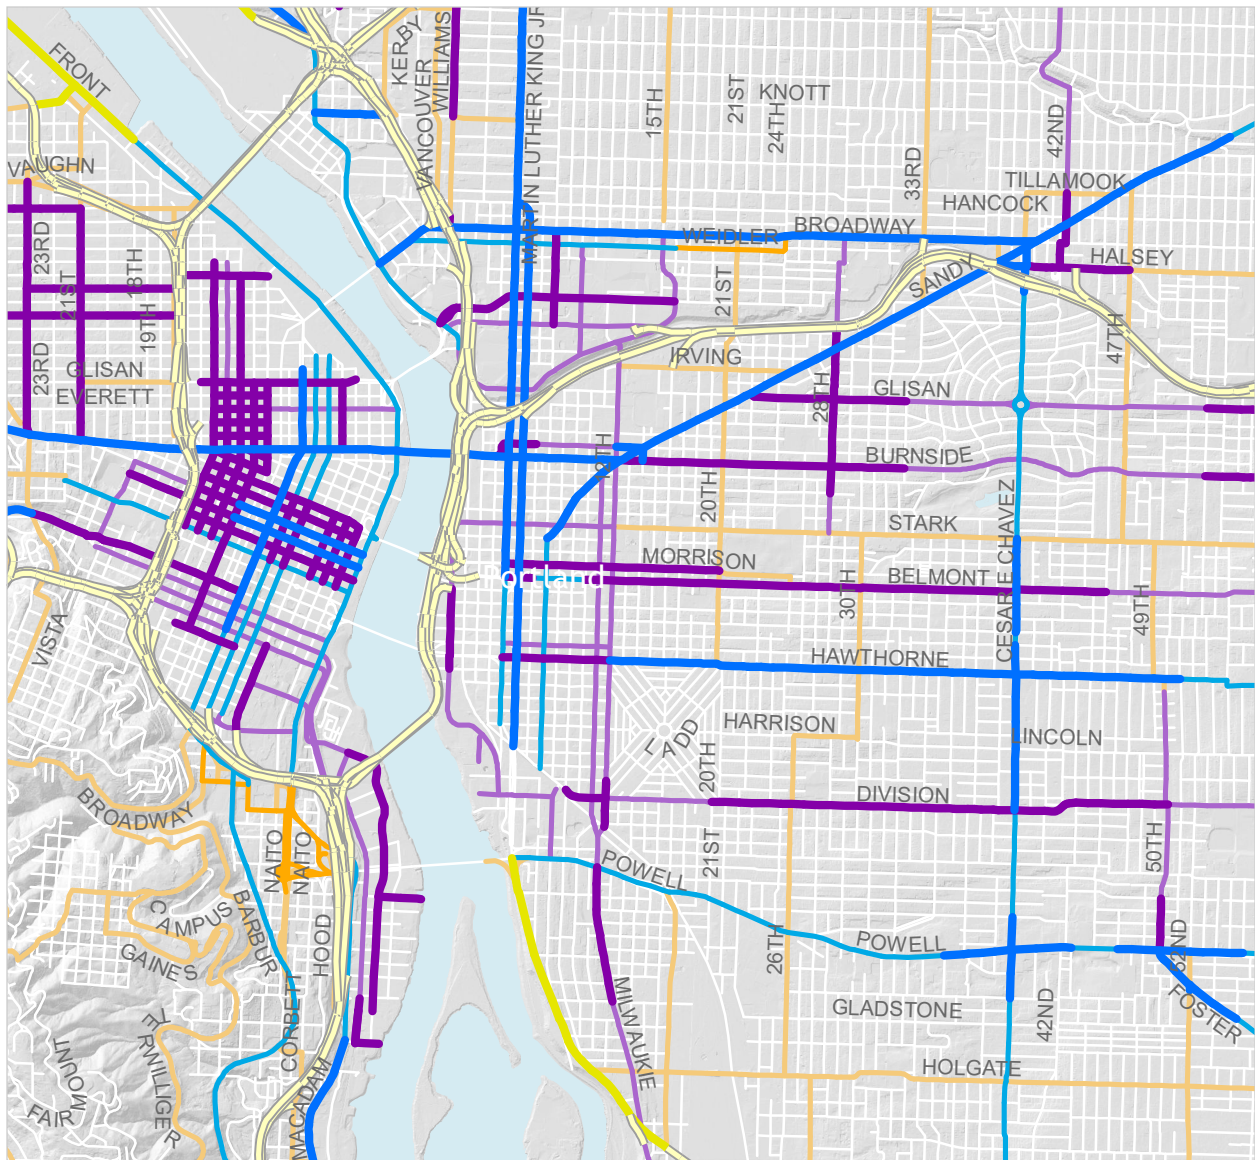 FRONT
KERBY
VANCOUVER
WILLIAMS
MARTIN LUTHER KING JR
15TH
21ST
KNOTT
24TH
33RD
42ND
TILLAMOOK
HANCOCK
VAUGHN
23RD
21ST
18TH
19TH
23RD
GLISAN
EVERETT
WEIDLER
BROADWAY
HALSEY
SANDY
21ST
IRVING
47TH
28TH
GLISAN
BURNSIDE
12TH
20TH
STARK
CESAR E CHAVEZ
MORRISON
BELMONT
Portland
30TH
49TH
VISTA
HAWTHORNE
HARRISON
LADD
LINCOLN
20TH
DIVISION
BROADWAY
NAITO
NAITO
21ST
50TH
POWELL
CAMPUS
BARBUR
GAINES
HOOD
26TH
POWELL
52ND
FOSTER
CORBETT
MILWAUKIE
GLADSTONE
42ND
TERWILLIGER
MOUNT
FAIR
MACADAM
HOLGATE